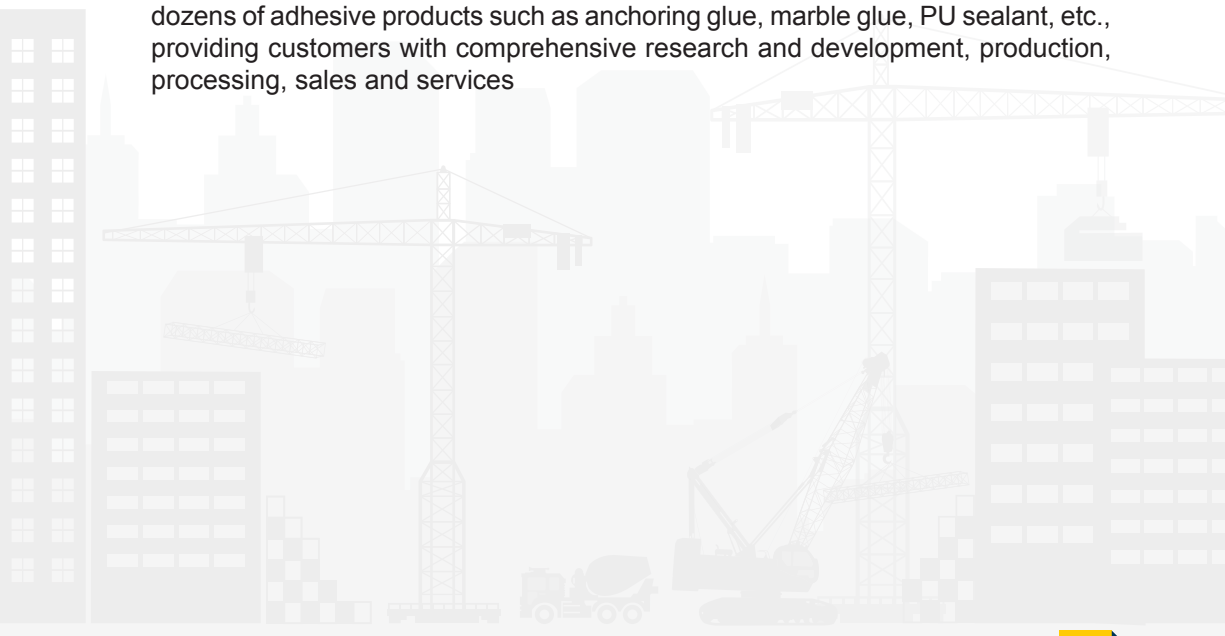 dozens of adhesive products such as anchoring glue, marble glue, PU sealant, etc.,
providing customers with comprehensive research and development, production,
processing, sales and services